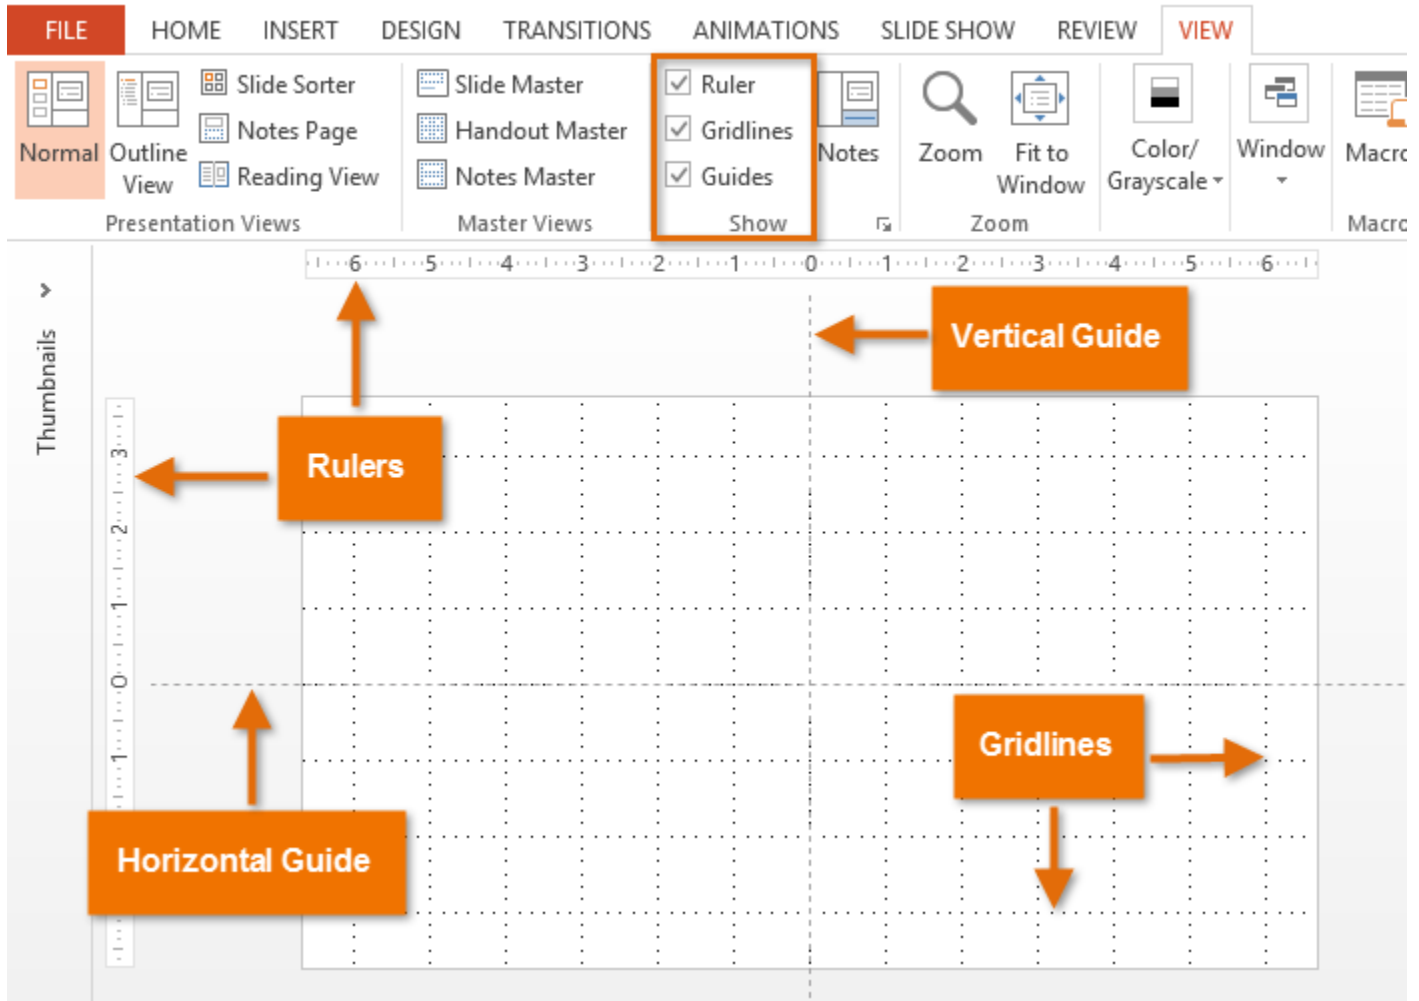 FILE HOME INSERT DESIGN TRANSITIONS ANIMATIONS SLIDE SHOW REVIEW VIEW
Normal
Outline
View
Slide Sorter
Notes Page
Reading View
Presentation Views
Slide Master
Handout Master
Notes Master
Master Views
Ruler
Gridlines
Guides
Show
Notes
Zoom
Fit to
Window
Zoom
Color/
Grayscale
Window
Macro
Macro
6 5 4 3 2 1 0 1 2 3 4 5 6
Thumbnails
3 2 1 0 1
Vertical Guide
Rulers
Gridlines
Horizontal Guide